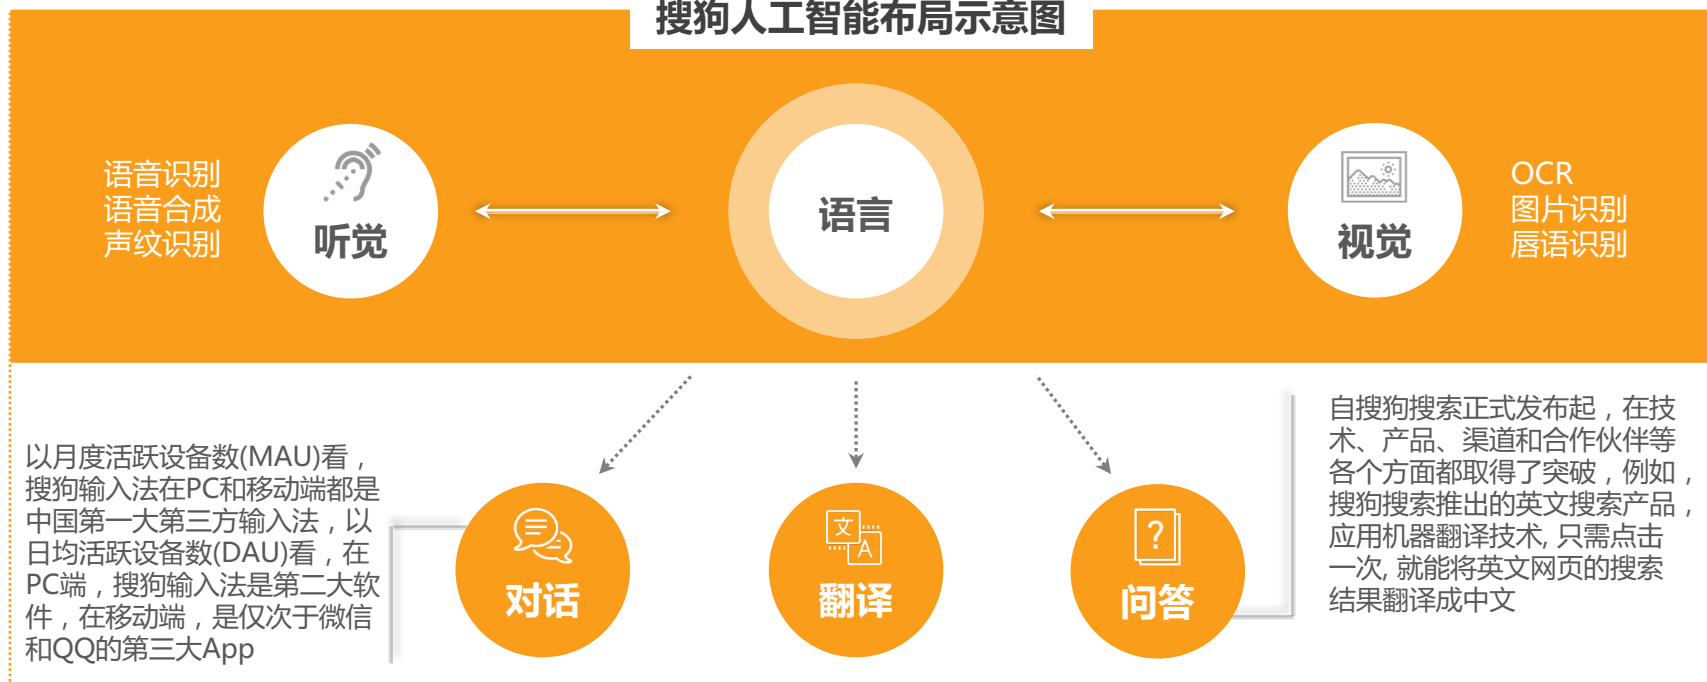 搜狗人工智能布局示意图
语音识别
语音合成
声纹识别
听觉
语言
视觉
OCR
图片识别
唇语识别
以月度活跃设备数(MAU)看，
搜狗输入法在PC和移动端都是
中国第一大第三方输入法，以
日均活跃设备数(DAU)看，在
PC端，搜狗输入法是第二大软
件，在移动端，是仅次于微信
和QQ的第三大App
对话
文
A
翻译
?
问答
自搜狗搜索正式发布起，在技
术、产品、渠道和合作伙伴等
各个方面都取得了突破，例如，
搜狗搜索推出的英文搜索产品，
应用机器翻译技术, 只需点击
一次, 就能将英文网页的搜索
结果翻译成中文